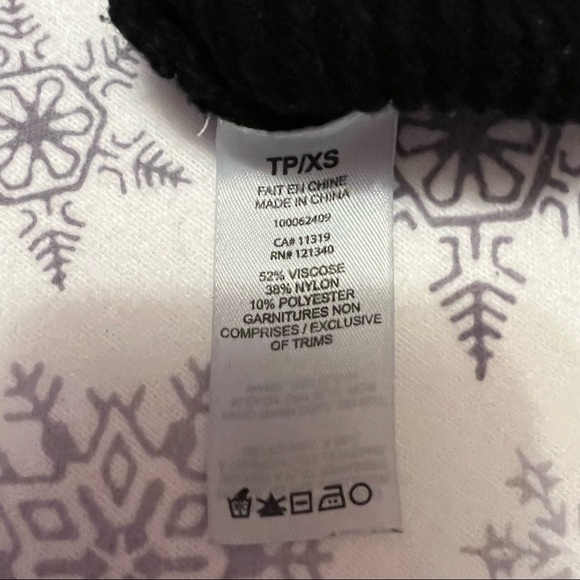 TP/XS
FAIT EN CHINE
MADE IN CHINA
100062409
CA# 11319
RN# 121340
52% VISCOSE
38% NYLON
10% POLYESTER
GARNITURES NON
COMPRISES / EXCLUSIVE
OF TRIMS